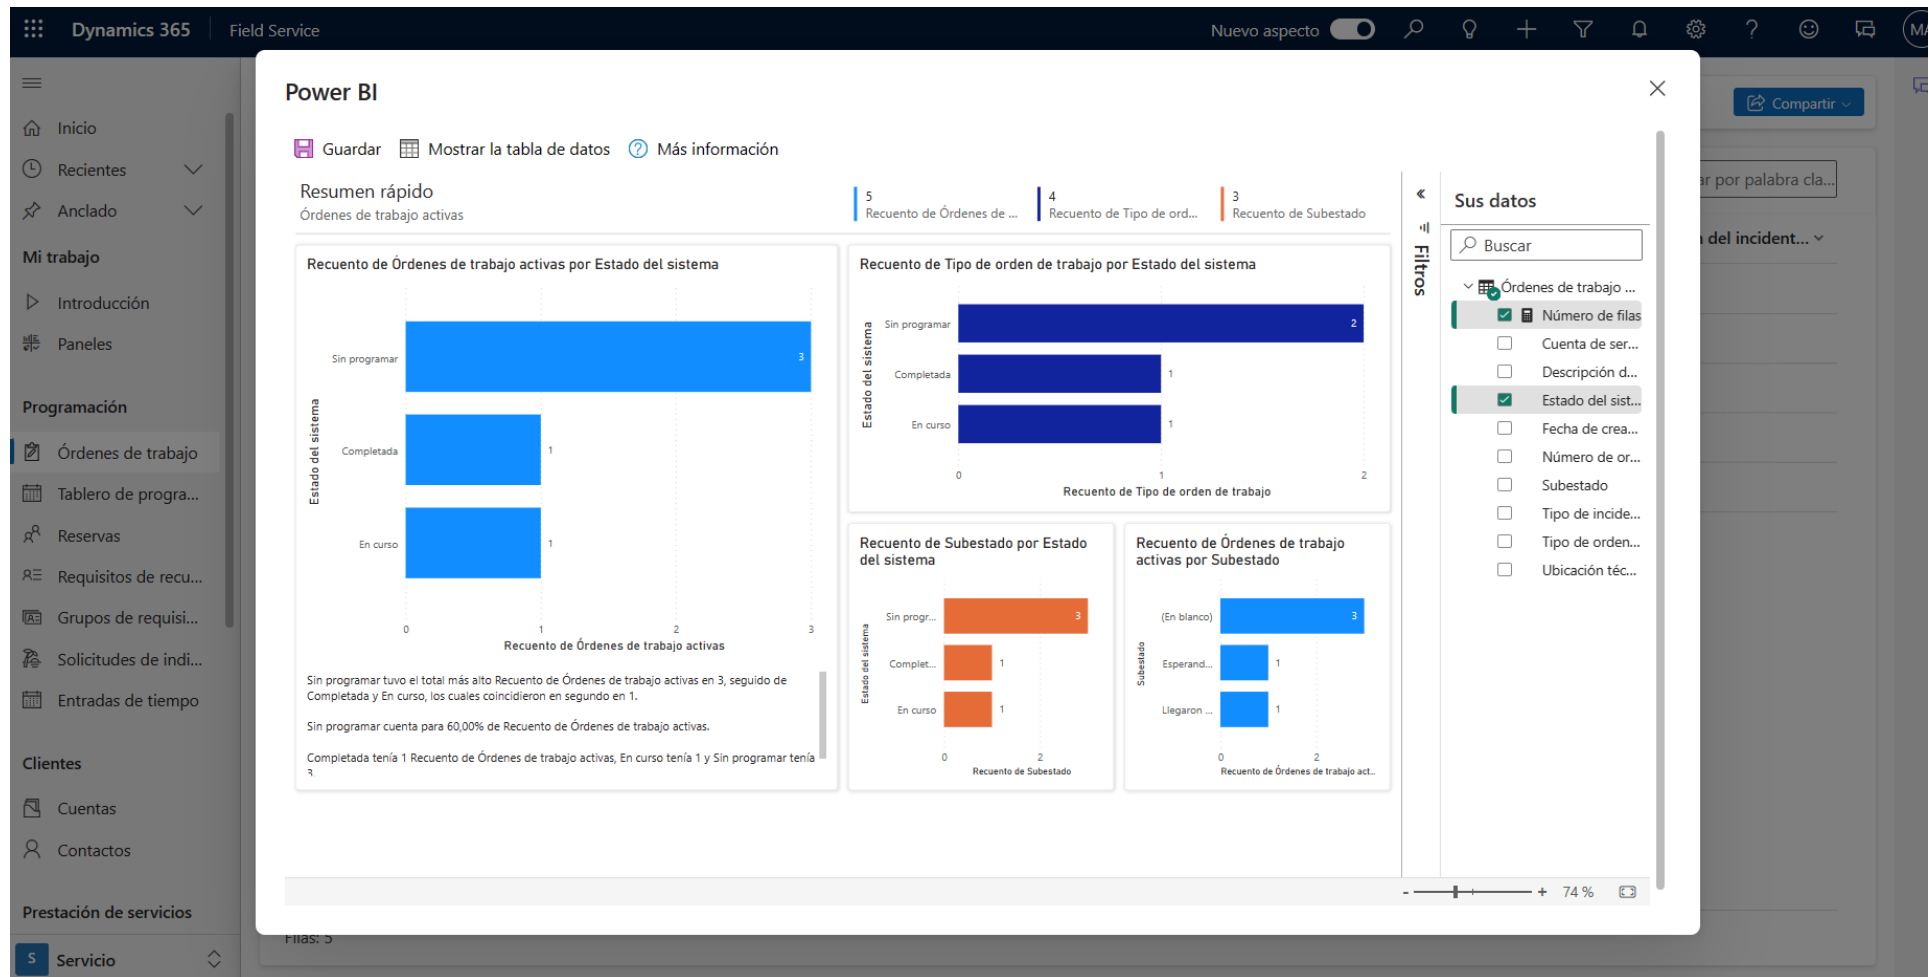 Dynamics 365
Field Service
Nuevo aspecto
MA
Inicio
Recientes
Anclado
Mi trabajo
Introducción
Paneles
Programación
Órdenes de trabajo
Tablero de progra...
Reservas
Requisitos de recu...
Grupos de requisi...
Solicitudes de indi...
Entradas de tiempo
Clientes
Cuentas
Contactos
Prestación de servicios
S
Servicio
Compartir
ar por palabra cla...
del incident...
Filas: 5
Power BI
Guardar
Mostrar la tabla de datos
Más información
Resumen rápido
Órdenes de trabajo activas
5
Recuento de Órdenes de ...
4
Recuento de Tipo de ord...
3
Recuento de Subestado
Recuento de Órdenes de trabajo activas por Estado del sistema
Estado del sistema
Sin programar
3
Completada
1
En curso
1
0 1 2 3
Recuento de Órdenes de trabajo activas
Sin programar tuvo el total más alto Recuento de Órdenes de trabajo activas en 3, seguido de
Completada y En curso, los cuales coincidieron en segundo en 1.
Sin programar cuenta para 60,00% de Recuento de Órdenes de trabajo activas.
Completada tenía 1 Recuento de Órdenes de trabajo activas, En curso tenía 1 y Sin programar tenía
3.
Recuento de Tipo de orden de trabajo por Estado del sistema
Estado del sistema
Sin programar
2
Completada
1
En curso
1
0 1 2
Recuento de Tipo de orden de trabajo
Recuento de Subestado por Estado
del sistema
Estado del sistema
Sin progr...
3
Complet...
1
En curso
1
0 2
Recuento de Subestado
Recuento de Órdenes de trabajo
activas por Subestado
Subestado
(En blanco)
3
Esperand...
1
Llegaron ...
1
0 2
Recuento de Órdenes de trabajo act..
Filtros
Sus datos
Buscar
Órdenes de trabajo ...
Número de filas
Cuenta de ser...
Descripción d...
Estado del sist...
Fecha de crea...
Número de or...
Subestado
Tipo de incide...
Tipo de orden...
Ubicación téc...
- + 74 %